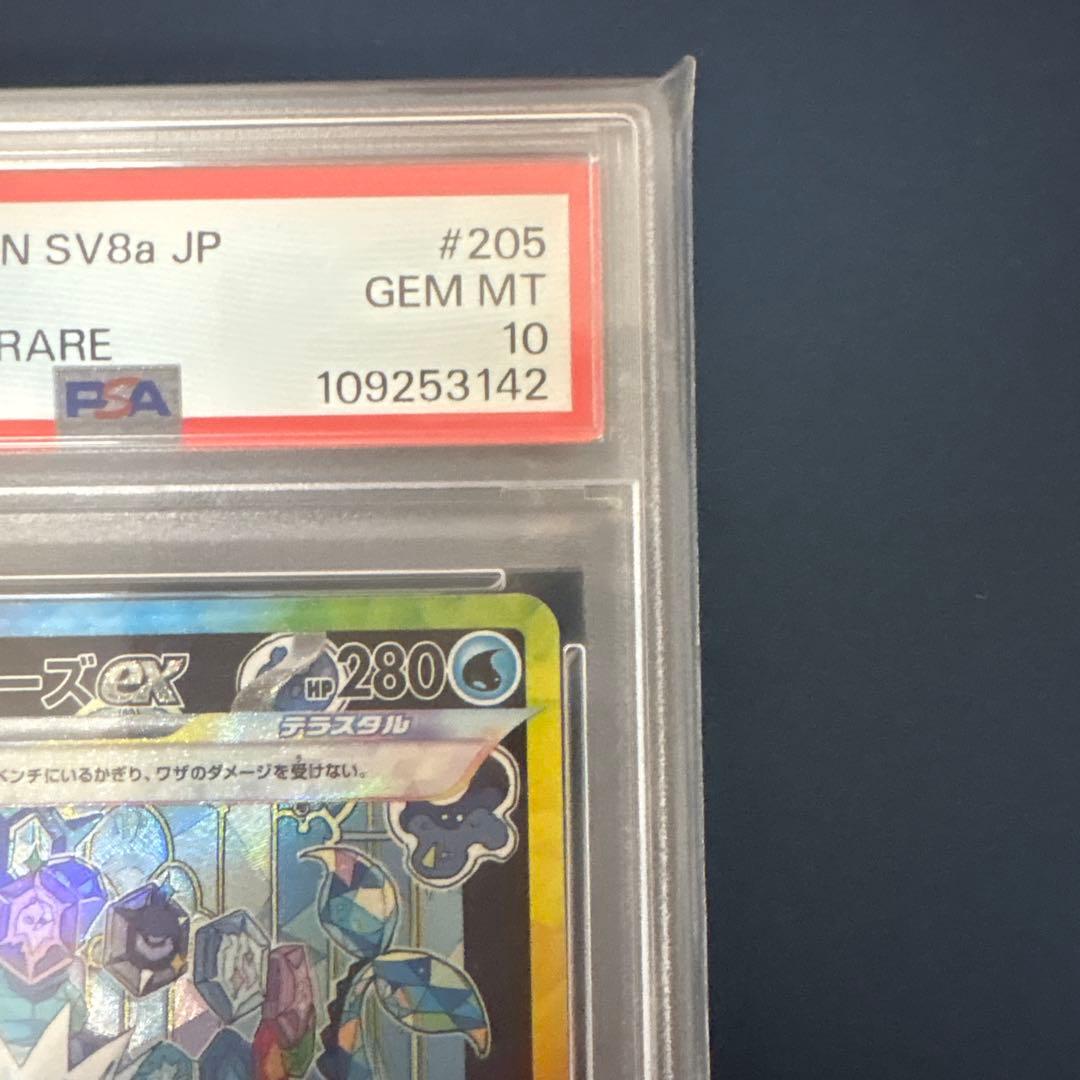 N SV8a JP #205
GEM MT
RARE 10
PSA 109253142
ーズex HP 280
テラスタル
ベンチにいるかぎり、ワザのダメージを受けない。